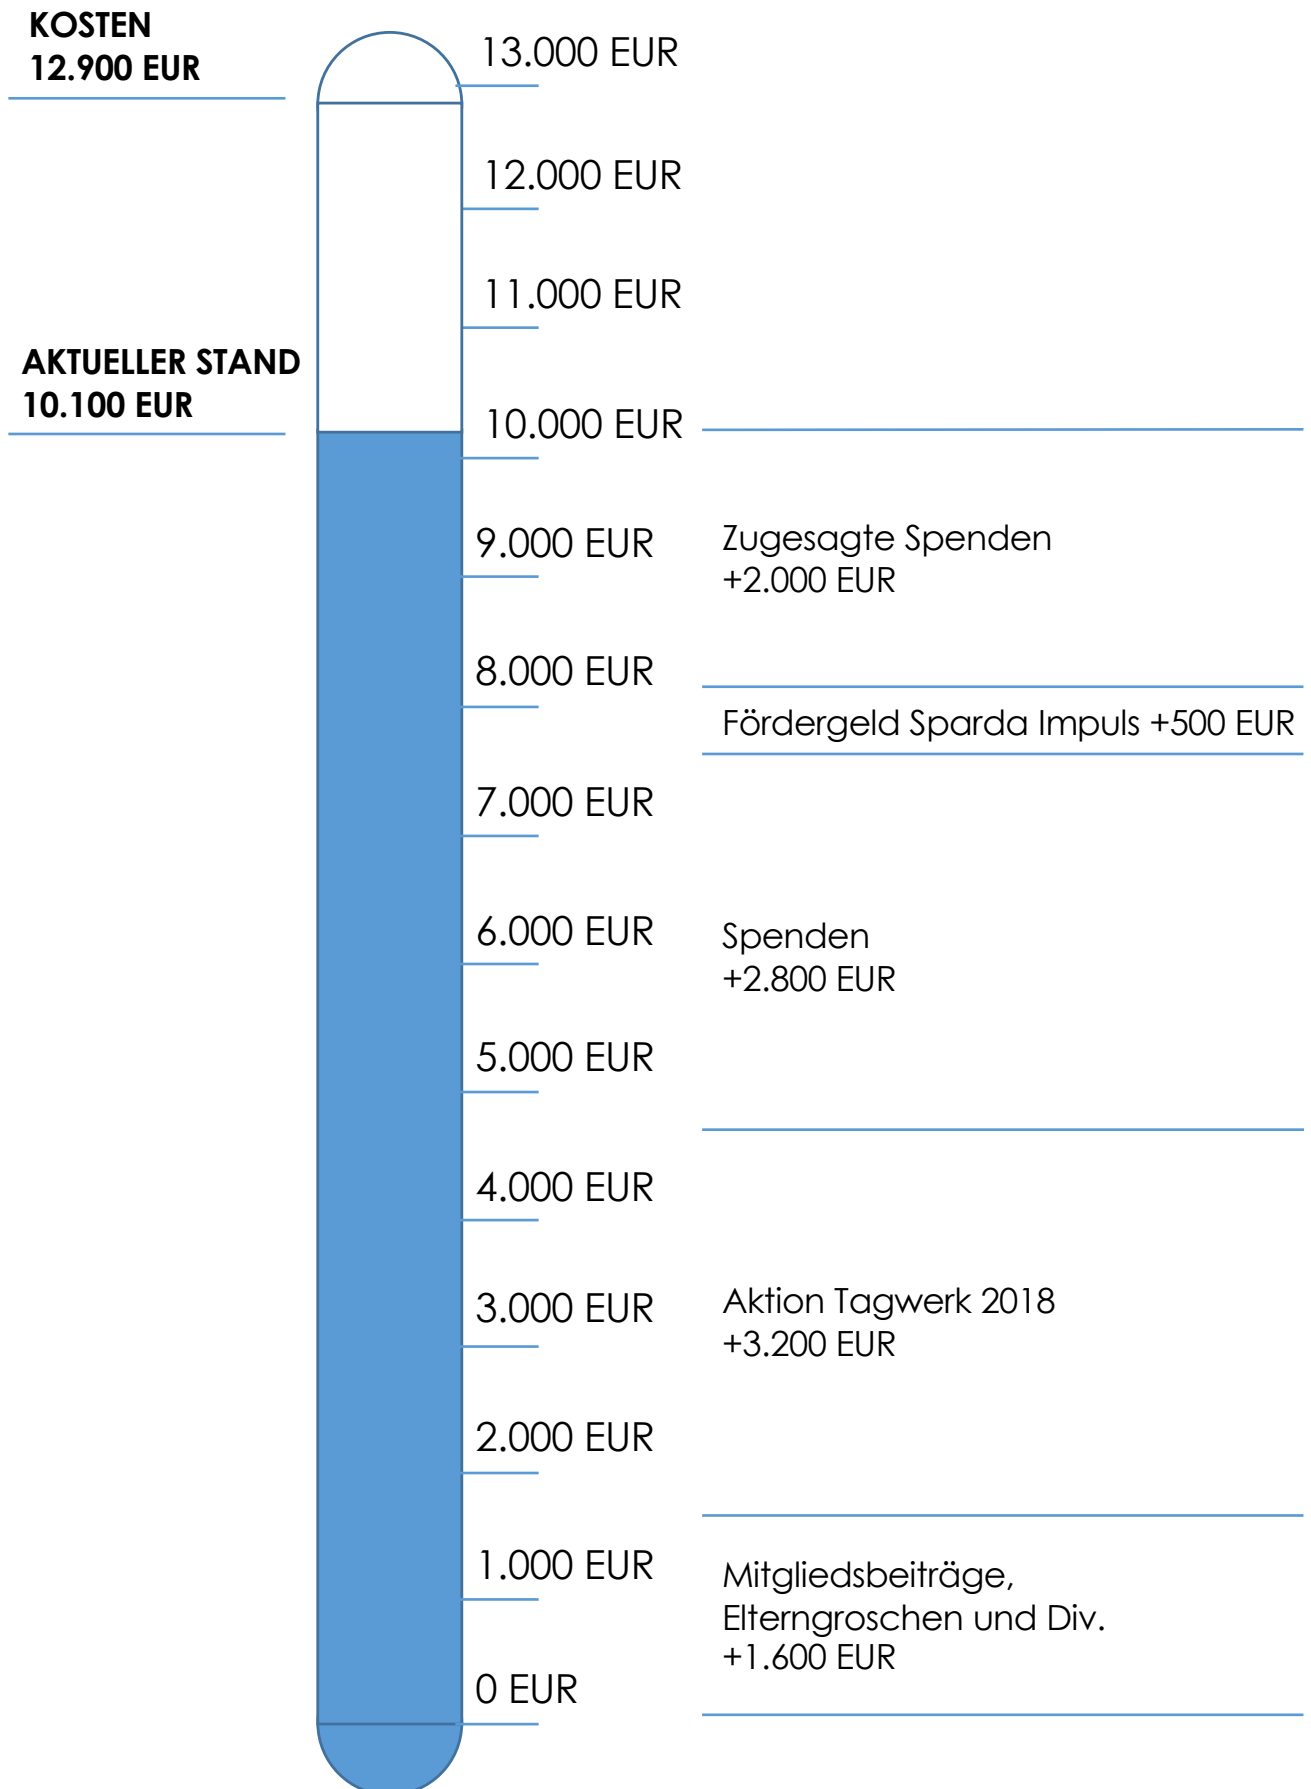 KOSTEN
12.900 EUR
13.000 EUR
12.000 EUR
11.000 EUR
AKTUELLER STAND
10.100 EUR
10.000 EUR
9.000 EUR
Zugesagte Spenden
+2.000 EUR
8.000 EUR
Fördergeld Sparda Impuls +500 EUR
7.000 EUR
6.000 EUR
Spenden
+2.800 EUR
5.000 EUR
4.000 EUR
3.000 EUR
Aktion Tagwerk 2018
+3.200 EUR
2.000 EUR
1.000 EUR
Mitgliedsbeiträge,
Elterngroschen und Div.
+1.600 EUR
0 EUR